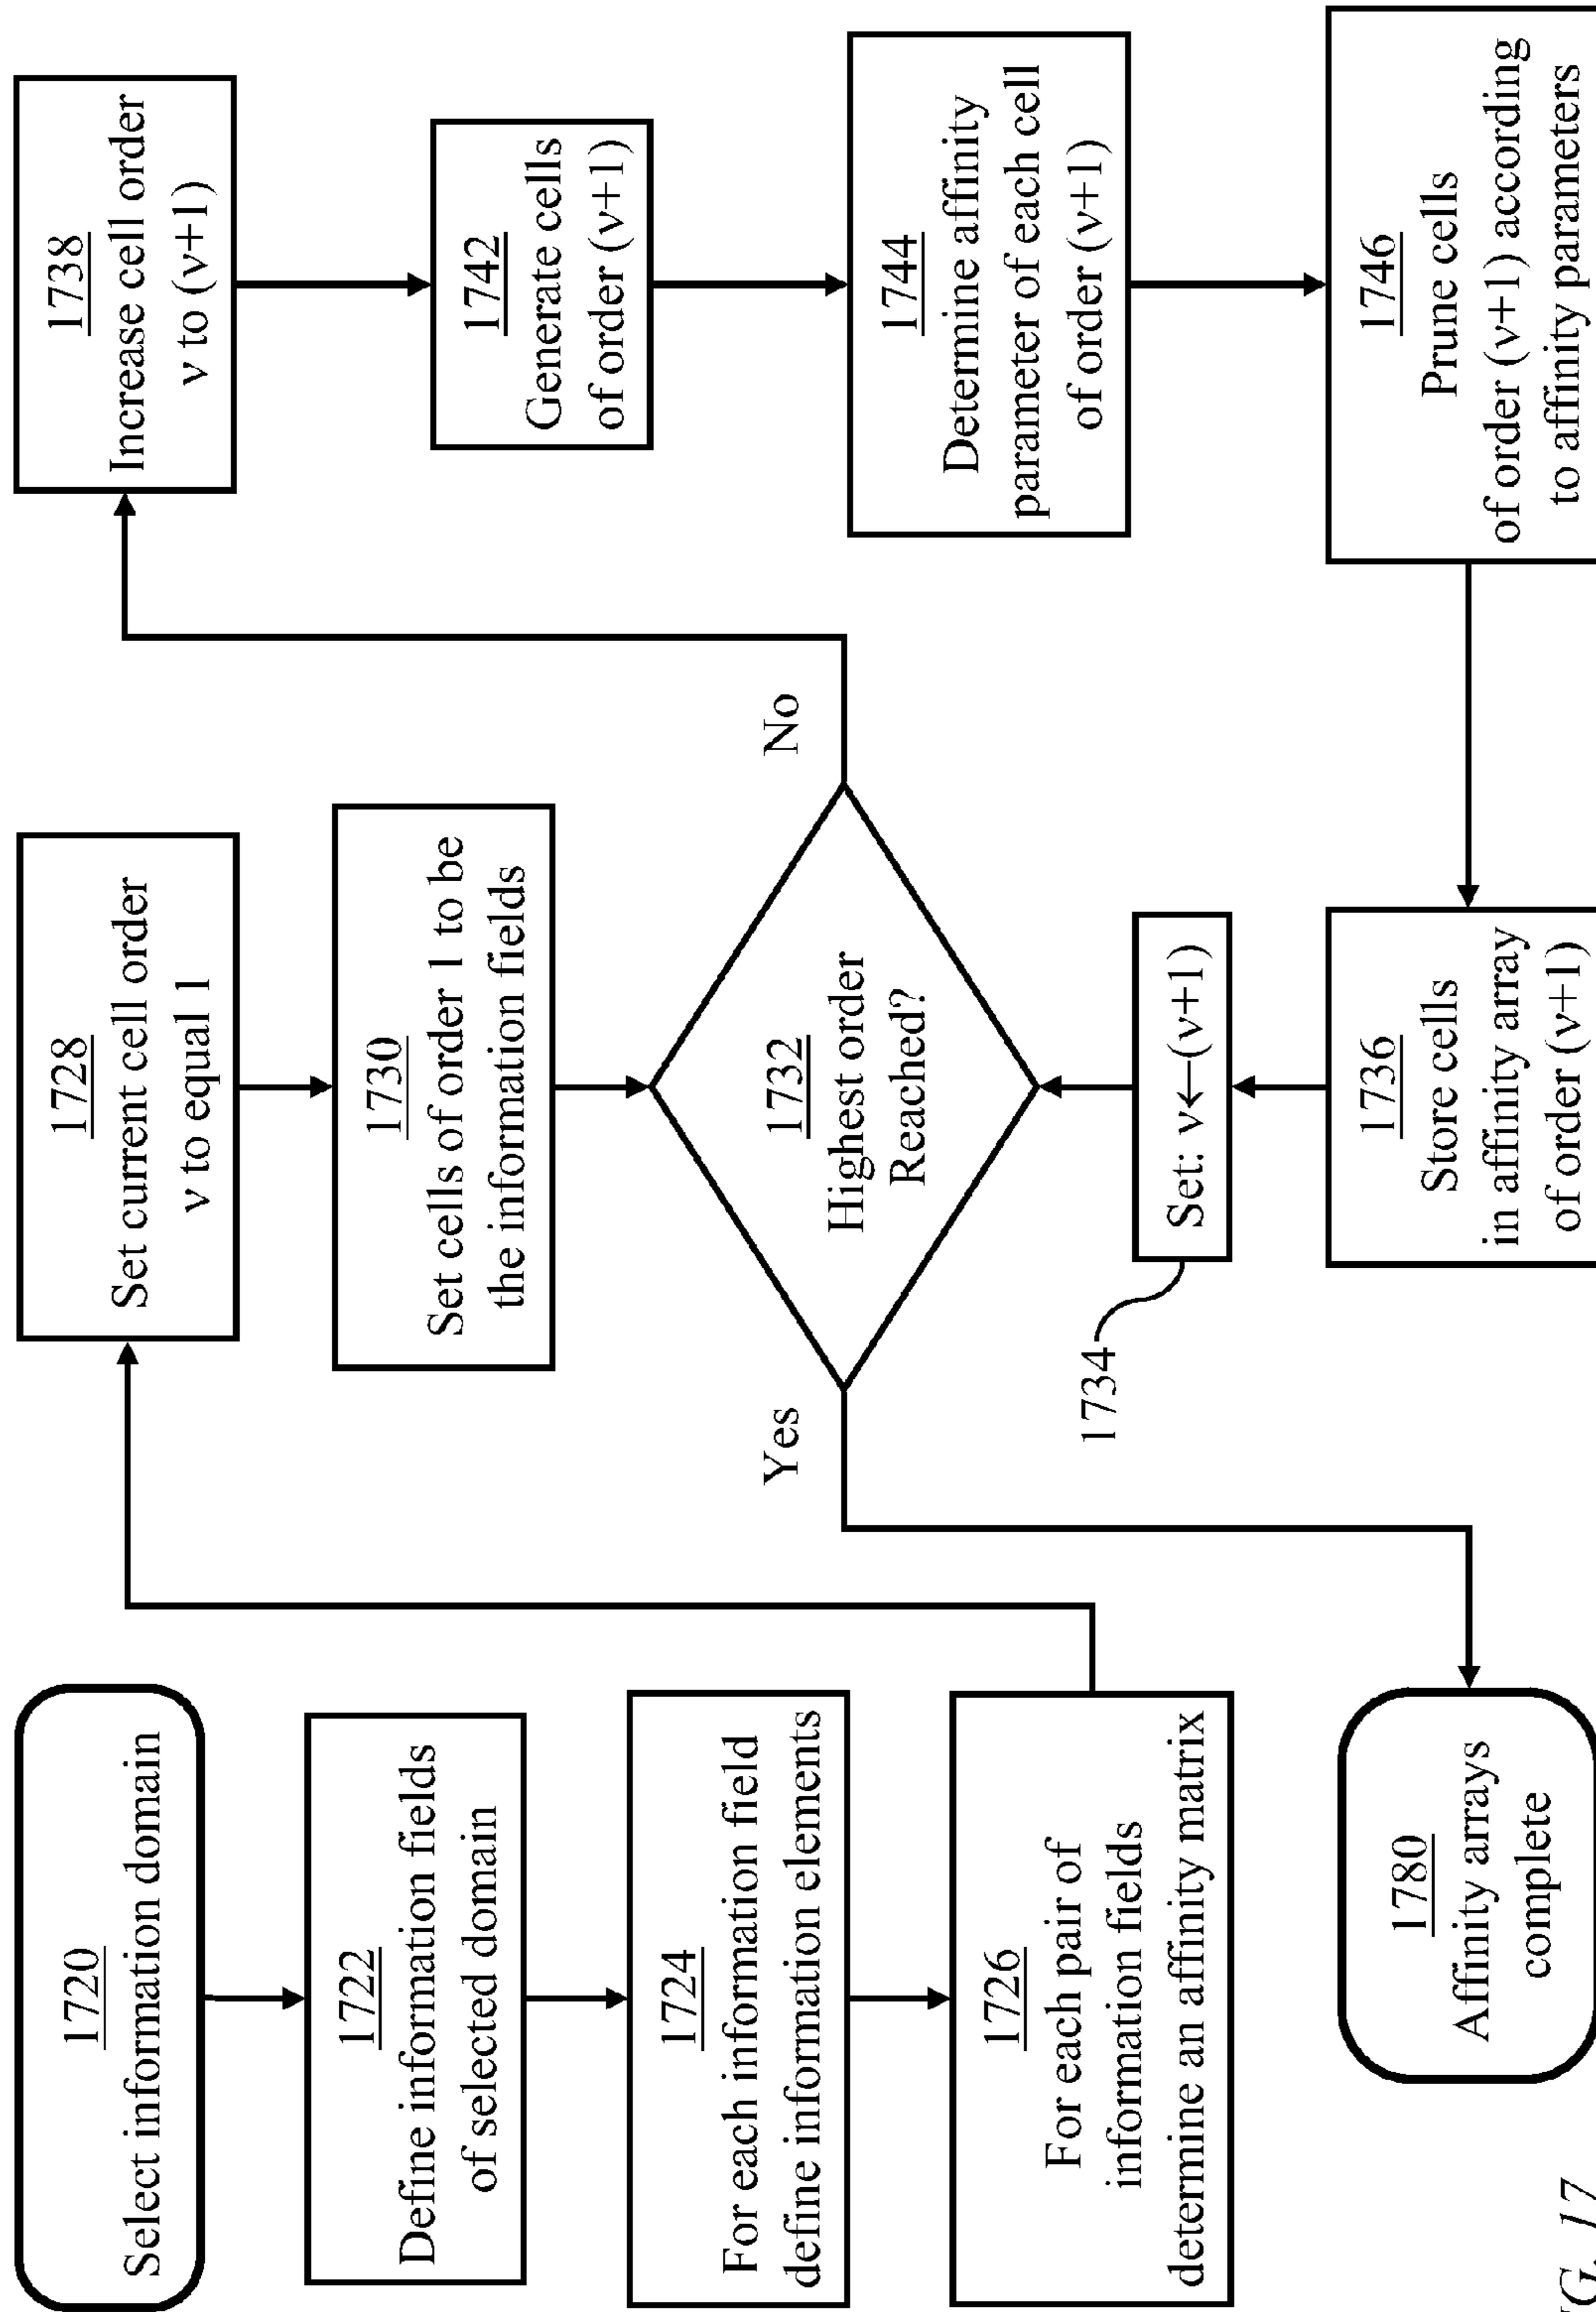 1720
Select information domain
1722
Define information fields
of selected domain
1724
For each information field
define information elements
1726
For each pair of
information fields
determine an affinity matrix
1728
Set current cell order
ν to equal 1
1730
Set cells of order 1 to be
the information fields
1732
Highest order
Reached?
Yes
No
1738
Increase cell order
ν to (ν+1)
1742
Generate cells
of order (ν+1)
1744
Determine affinity
parameter of each cell
of order (ν+1)
1746
Prune cells
of order (ν+1) according
to affinity parameters
1736
Store cells
in affinity array
of order (ν+1)
1734
Set: ν←(ν+1)
1780
Affinity arrays
complete
17